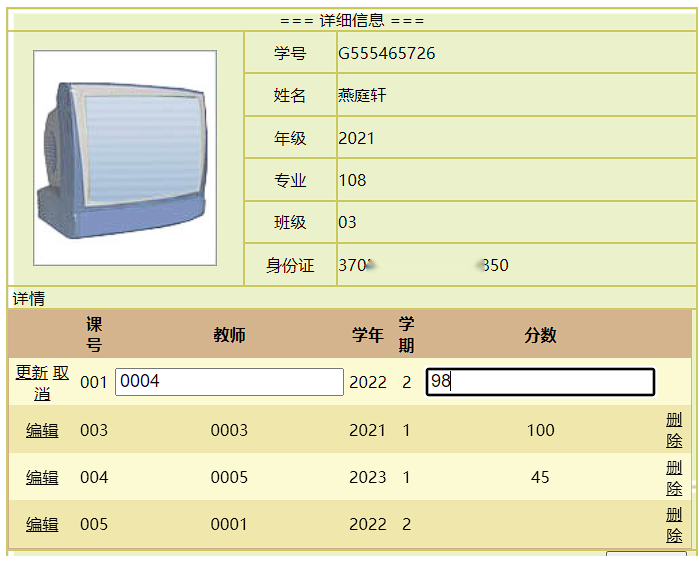 === 详细信息 ===
学号 G555465726
姓名 燕庭轩
年级 2021
专业 108
班级 03
身份证 370 350
详情
课号 教师 学年 学期 分数
更新 取消 001 0004 2022 2 98
编辑 003 0003 2021 1 100 删除
编辑 004 0005 2023 1 45 删除
编辑 005 0001 2022 2 删除